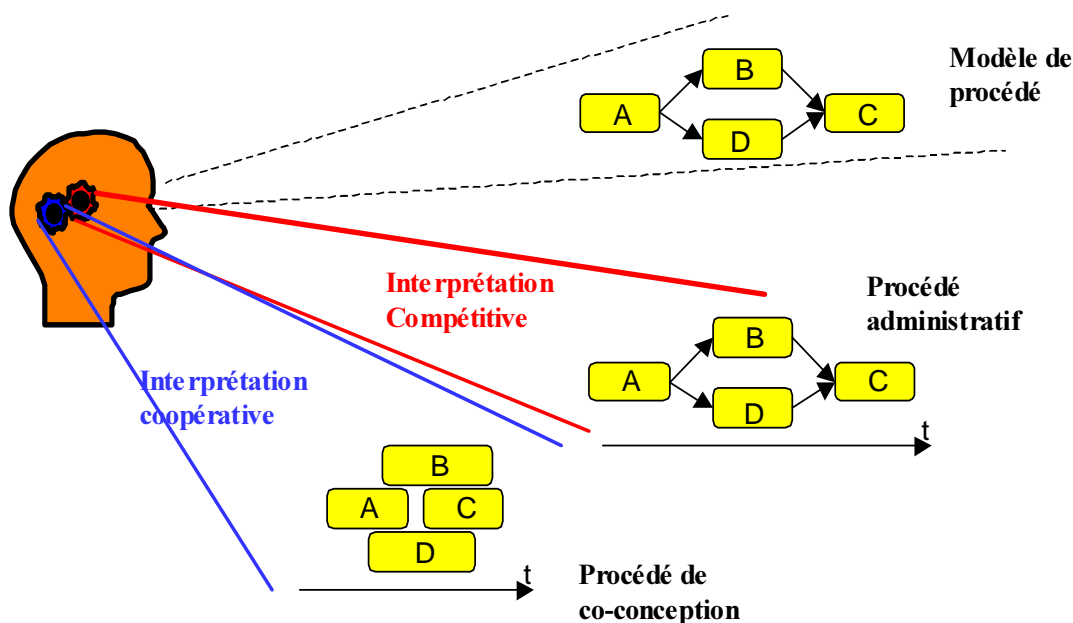 Modèle de
procédé
B
A
C
D
Interprétation
Compétitive
Procédé
administratif
B
A
C
D
t
Interprétation
coopérative
B
A
C
D
t
Procédé de
co-conception